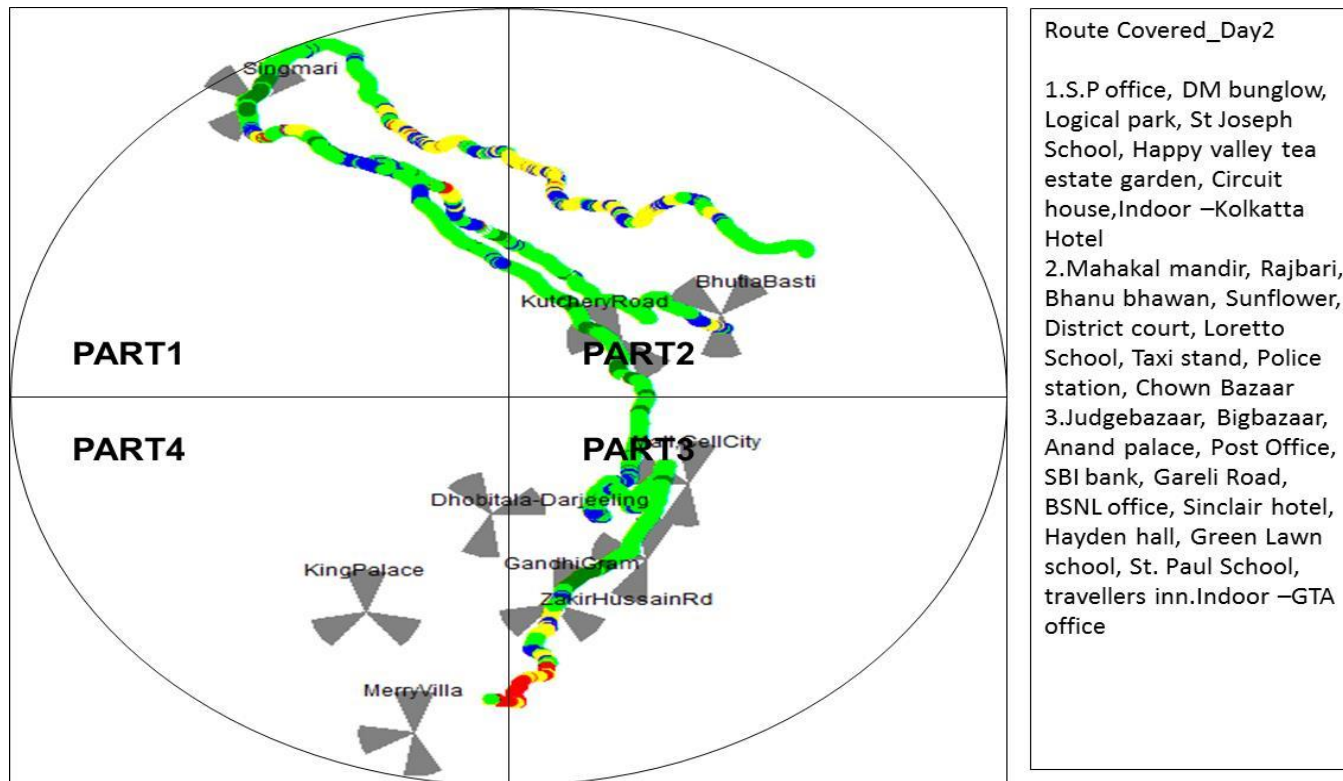 Singmari
BhutiaBasti
KutcheryRoad
PART1
PART2
PART4
PART3
CellCity
Dhobitala-Darjeeling
GandhiGram
KingPalace
ZakirHussainRd
MerryVilla
Route Covered_Day2
1.S.P office, DM bunglow,
Logical park, St Joseph
School, Happy valley tea
estate garden, Circuit
house,Indoor –Kolkatta
Hotel
2.Mahakal mandir, Rajbari,
Bhanu bhawan, Sunflower,
District court, Loretto
School, Taxi stand, Police
station, Chown Bazaar
3.Judgebazaar, Bigbazaar,
Anand palace, Post Office,
SBI bank, Gareli Road,
BSNL office, Sinclair hotel,
Hayden hall, Green Lawn
school, St. Paul School,
travellers inn.Indoor –GTA
office